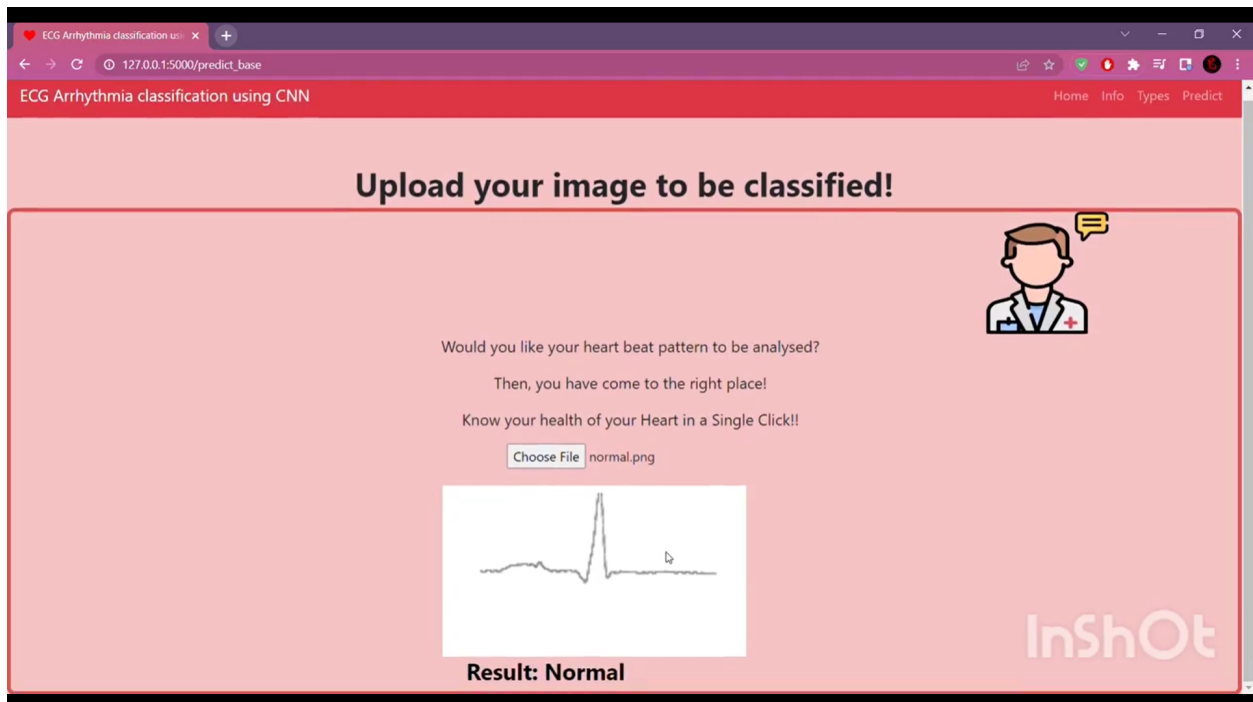 ECG Arrhythmia classification usi
127.0.0.1:5000/predict_base
ECG Arrhythmia classification using CNN
Home Info Types Predict
Upload your image to be classified!
Would you like your heart beat pattern to be analysed?
Then, you have come to the right place!
Know your health of your Heart in a Single Click!!
Choose File normal.png
InShOt
Result: Normal